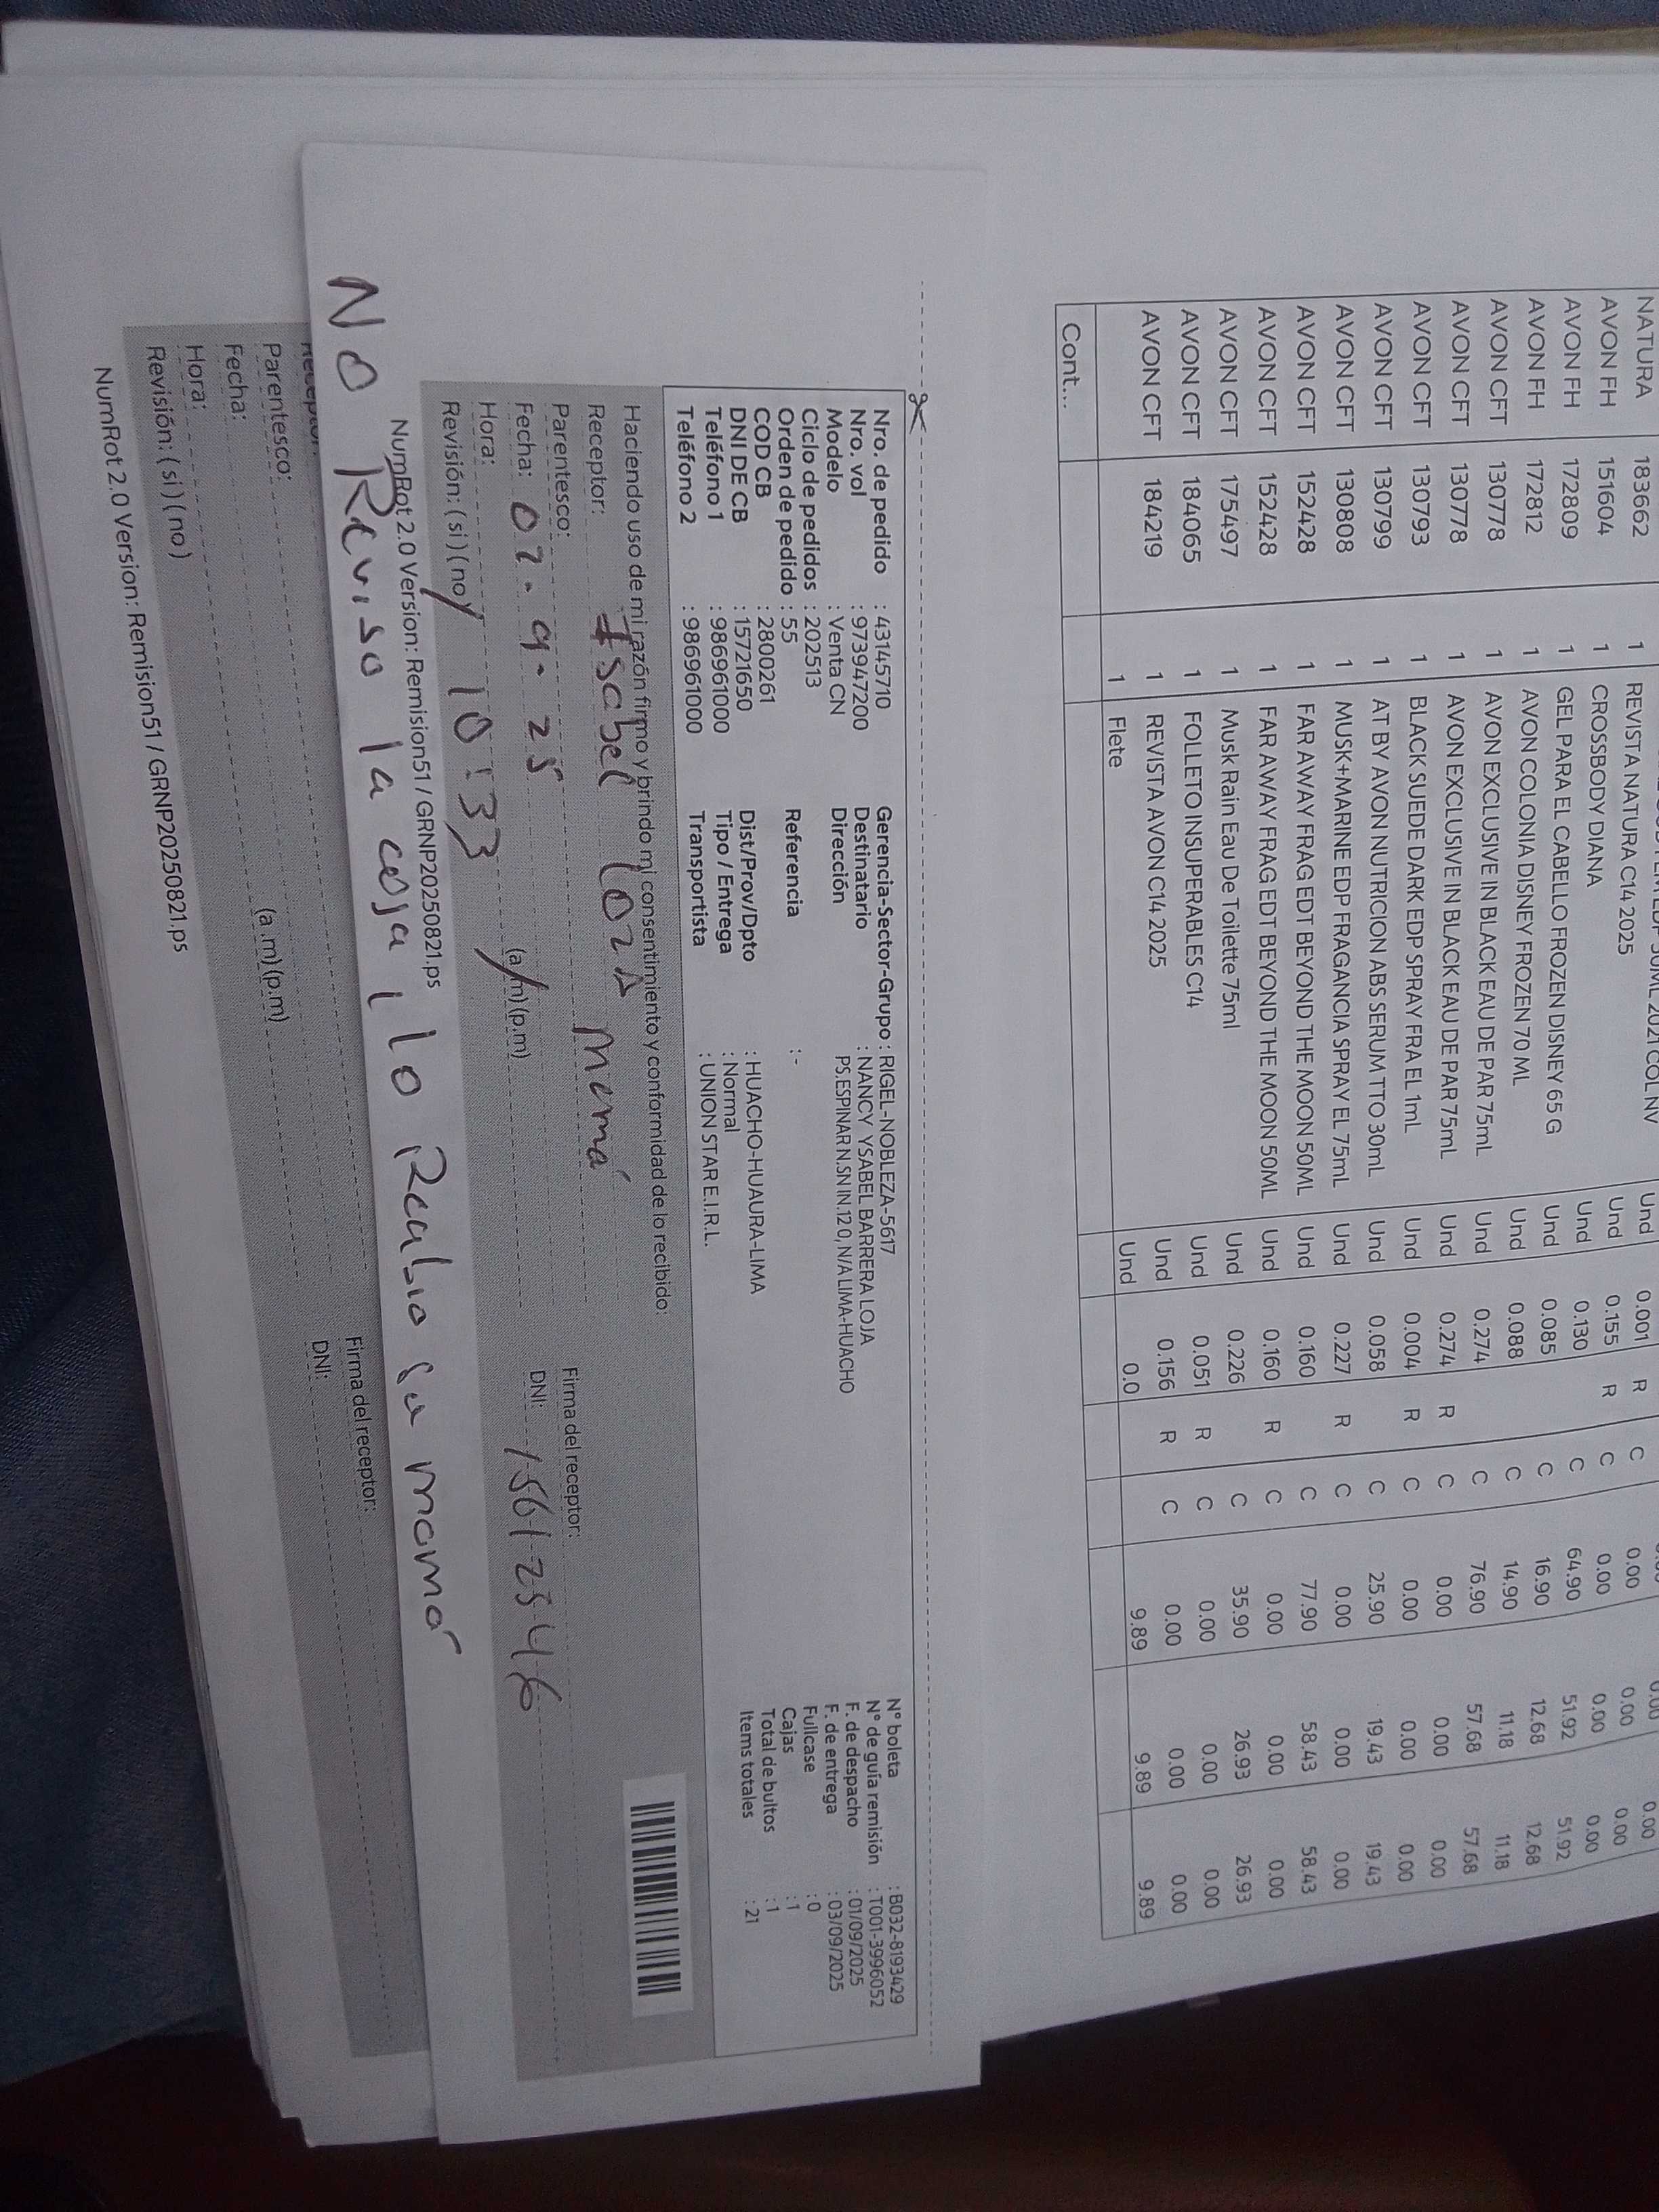 NATURA 183662 1 REVISTA NATURA C14 2025 Und 0.001 R C 0.00 0.00 0.00
AVON FH 151604 1 CROSSBODY DIANA Und 0.155 R C 0.00 0.00 0.00
AVON FH 172809 1 GEL PARA EL CABELLO FROZEN DISNEY 65 G Und 0.130 C 64.90 51.92 51.92
AVON FH 172812 1 AVON COLONIA DISNEY FROZEN 70 ML Und 0.085 C 16.90 12.68 12.68
AVON CFT 130778 1 AVON EXCLUSIVE IN BLACK EAU DE PAR 75mL Und 0.088 C 14.90 11.18 11.18
AVON CFT 130778 1 AVON EXCLUSIVE IN BLACK EAU DE PAR 75mL Und 0.274 C 76.90 57.68 57.68
AVON CFT 130793 1 BLACK SUEDE DARK EDP SPRAY FRA EL 1mL Und 0.274 R C 0.00 0.00 0.00
AVON CFT 130799 1 AT BY AVON NUTRICION ABS SERUM TTO 30mL Und 0.004 R C 0.00 0.00 0.00
AVON CFT 130808 1 MUSK+MARINE EDP FRAGANCIA SPRAY EL 75mL Und 0.058 C 25.90 19.43 19.43
AVON CFT 152428 1 FAR AWAY FRAG EDT BEYOND THE MOON 50ML Und 0.227 R C 0.00 0.00 0.00
AVON CFT 152428 1 FAR AWAY FRAG EDT BEYOND THE MOON 50ML Und 0.160 C 77.90 58.43 58.43
AVON CFT 175497 1 Musk Rain Eau De Toilette 75ml Und 0.160 R C 0.00 0.00 0.00
AVON CFT 184065 1 FOLLETO INSUPERABLES C14 Und 0.226 C 35.90 26.93 26.93
AVON CFT 184219 1 REVISTA AVON C14 2025 Und 0.051 R C 0.00 0.00 0.00
1 Flete Und 0.156 R C 0.00 0.00 0.00
0.0 9.89 9.89 9.89
Cont...
Nro. de pedido : 43145710 Gerencia-Sector-Grupo : RIGEL-NOBLEZA-5617 N° boleta : B032-8193429
Nro. vol : 973947200 Destinatario : NANCY YSABEL BARRERA LOJA N° de guía remisión : T001-3996052
Modelo : Venta CN Dirección PS.ESPINAR N.SN IN.120, N/A LIMA-HUACHO F. de despacho : 01/09/2025
Ciclo de pedidos : 202513 F. de entrega : 03/09/2025
Orden de pedido : 55 Referencia : - Fullcase : 0
COD CB : 2800261 Cajas : 1
DNI DE CB : 15721650 Dist/Prov/Dpto : HUACHO-HUAURA-LIMA Total de bultos : 1
Teléfono 1 : 986961000 Tipo / Entrega : Normal Items totales : 21
Teléfono 2 : 986961000 Transportista : UNION STAR E.I.R.L.
Haciendo uso de mi razón firmo y brindo mi consentimiento y conformidad de lo recibido:
Receptor: Isabel mamá
Parentesco: Firma del receptor:
Fecha: 02.9.25 DNI: 15612546
Hora: 10:33 (a.m)(p.m)
Revisión: ( si ) ( no )
NumRot 2.0 Version: Remision51 / GRNP20250821.ps
NO Reviso la caja, lo Recibio su mamá
Receptor: Firma del receptor:
Parentesco: DNI:
Fecha:
Hora: (a.m)(p.m)
Revisión: ( si ) ( no )
NumRot 2.0 Version: Remision51 / GRNP20250821.ps